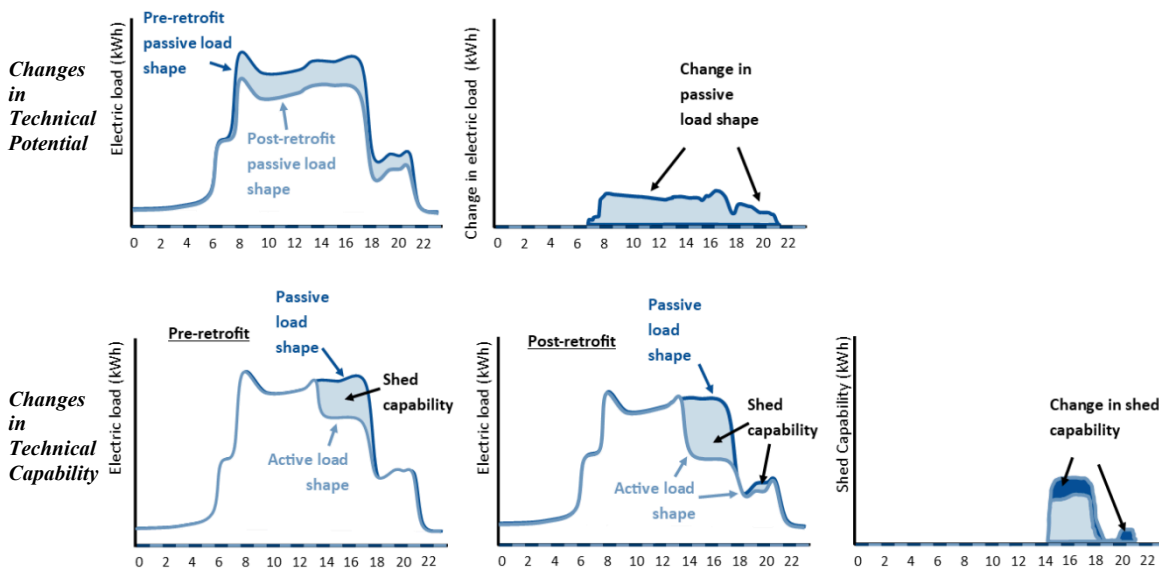 Changes
in
Technical
Potential
Electric load (kWh)
Pre-retrofit
passive load
shape
Post-retrofit
passive load
shape
0 2 4 6 8 10 12 14 16 18 20 22
Change in electric load (kWh)
Change in
passive
load shape
0 2 4 6 8 10 12 14 16 18 20 22
Changes
in
Technical
Capability
Electric load (kWh)
Pre-retrofit
Passive
load
shape
Shed
capability
Active load
shape
0 2 4 6 8 10 12 14 16 18 20 22
Electric load (kWh)
Post-retrofit
Passive
load
shape
Shed
capability
Active load
shape
0 2 4 6 8 10 12 14 16 18 20 22
Shed Capability (kWh)
Change in shed
capability
0 2 4 6 8 10 12 14 16 18 20 22